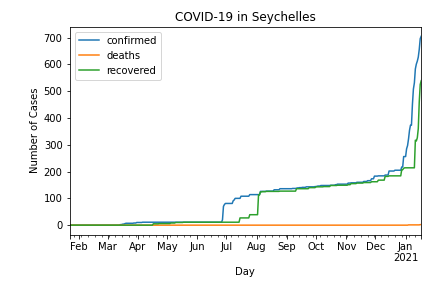 COVID-19 in Seychelles
confirmed
deaths
recovered
Number of Cases
700
600
500
400
300
200
100
0
Feb Mar Apr May Jun Jul Aug Sep Oct Nov Dec Jan
2021
Day